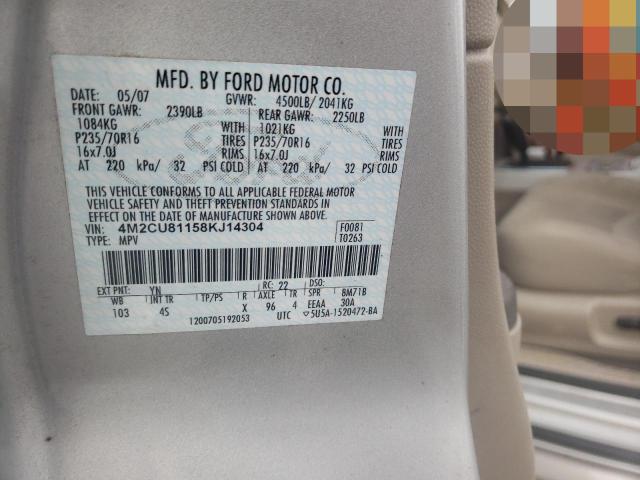 MFD. BY FORD MOTOR CO.
DATE: 05/07 GVWR: 4500LB/ 2041KG
FRONT GAWR: 2390LB REAR GAWR: 2250LB
1084KG WITH 1021KG WITH
P235/70R16 TIRES P235/70R16 TIRES
16x7.0J RIMS 16x7.0J RIMS
AT 220 kPa/ 32 PSI COLD AT 220 kPa/ 32 PSI COLD
THIS VEHICLE CONFORMS TO ALL APPLICABLE FEDERAL MOTOR
VEHICLE SAFETY AND THEFT PREVENTION STANDARDS IN
EFFECT ON THE DATE OF MANUFACTURE SHOWN ABOVE.
VIN: 4M2CU81158KJ14304 F0081
TYPE: MPV T0263
EXT PNT: YN RC: 22 DSO:
WB INT TR TP/PS R AXLE TR SPR BM71B
103 4S X 96 4 EEAA 30A
1200705192053 UTC 5U5A-1520472-BA